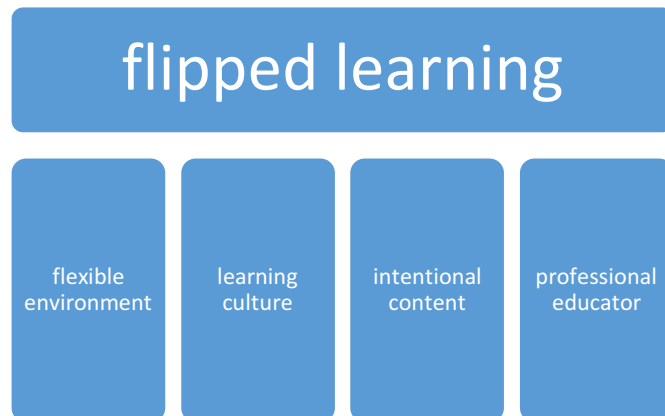 flipped learning
flexible
environment
learning
culture
intentional
content
professional
educator